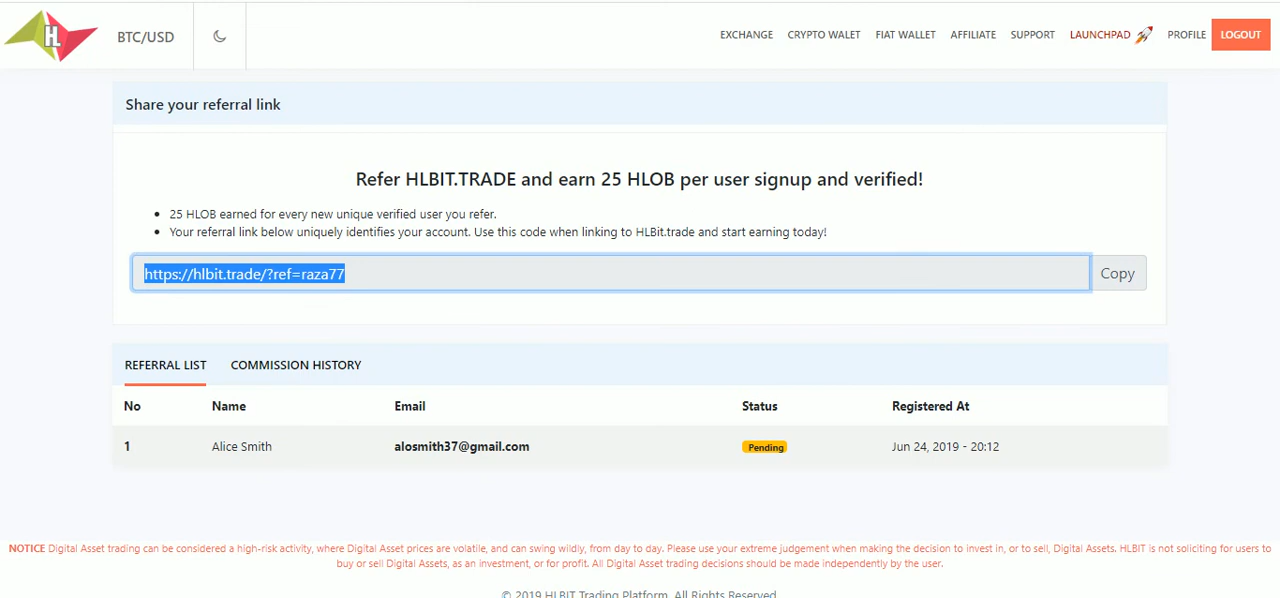 H
BTC/USD
EXCHANGE
CRYPTO WALET
FIAT WALLET
AFFILIATE
SUPPORT
LAUNCHPAD
PROFILE
LOGOUT
Share your referral link
Refer HLBIT.TRADE and earn 25 HLOB per user signup and verified!
25 HLOB earned for every new unique verified user you refer.
Your referral link below uniquely identifies your account. Use this code when linking to HLBit.trade and start earning today!
https://hlbit.trade/?ref=raza77
Copy
REFERRAL LIST
COMMISSION HISTORY
No Name Email Status Registered At
1 Alice Smith alosmith37@gmail.com Pending Jun 24, 2019 - 20:12
NOTICE Digital Asset trading can be considered a high-risk activity, where Digital Asset prices are volatile, and can swing wildly, from day to day. Please use your extreme judgement when making the decision to invest in, or to sell, Digital Assets. HLBIT is not soliciting for users to
buy or sell Digital Assets, as an investment, or for profit. All Digital Asset trading decisions should be made independently by the user.
© 2019 HLBIT Trading Platform. All Rights Reserved